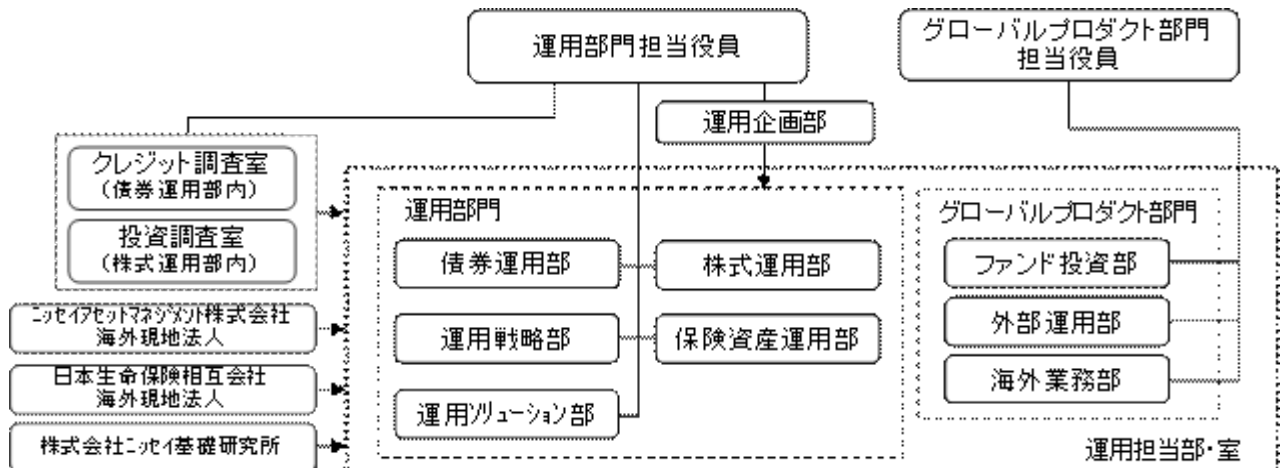 運用部門担当役員
グローバルプロダクト部門
担当役員
運用企画部
クレジット調査室
(債券運用部内)
投資調査室
(株式運用部内)
ニッセイアセットマネジメント株式会社
海外現地法人
日本生命保険相互会社
海外現地法人
株式会社ニッセイ基礎研究所
運用部門
債券運用部
株式運用部
運用戦略部
保険資産運用部
運用ソリューション部
グローバルプロダクト部門
ファンド投資部
外部運用部
海外業務部
運用担当部・室